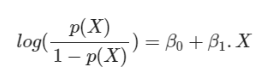 log(p(X) / 1 − p(X)) = β₀ + β₁. X